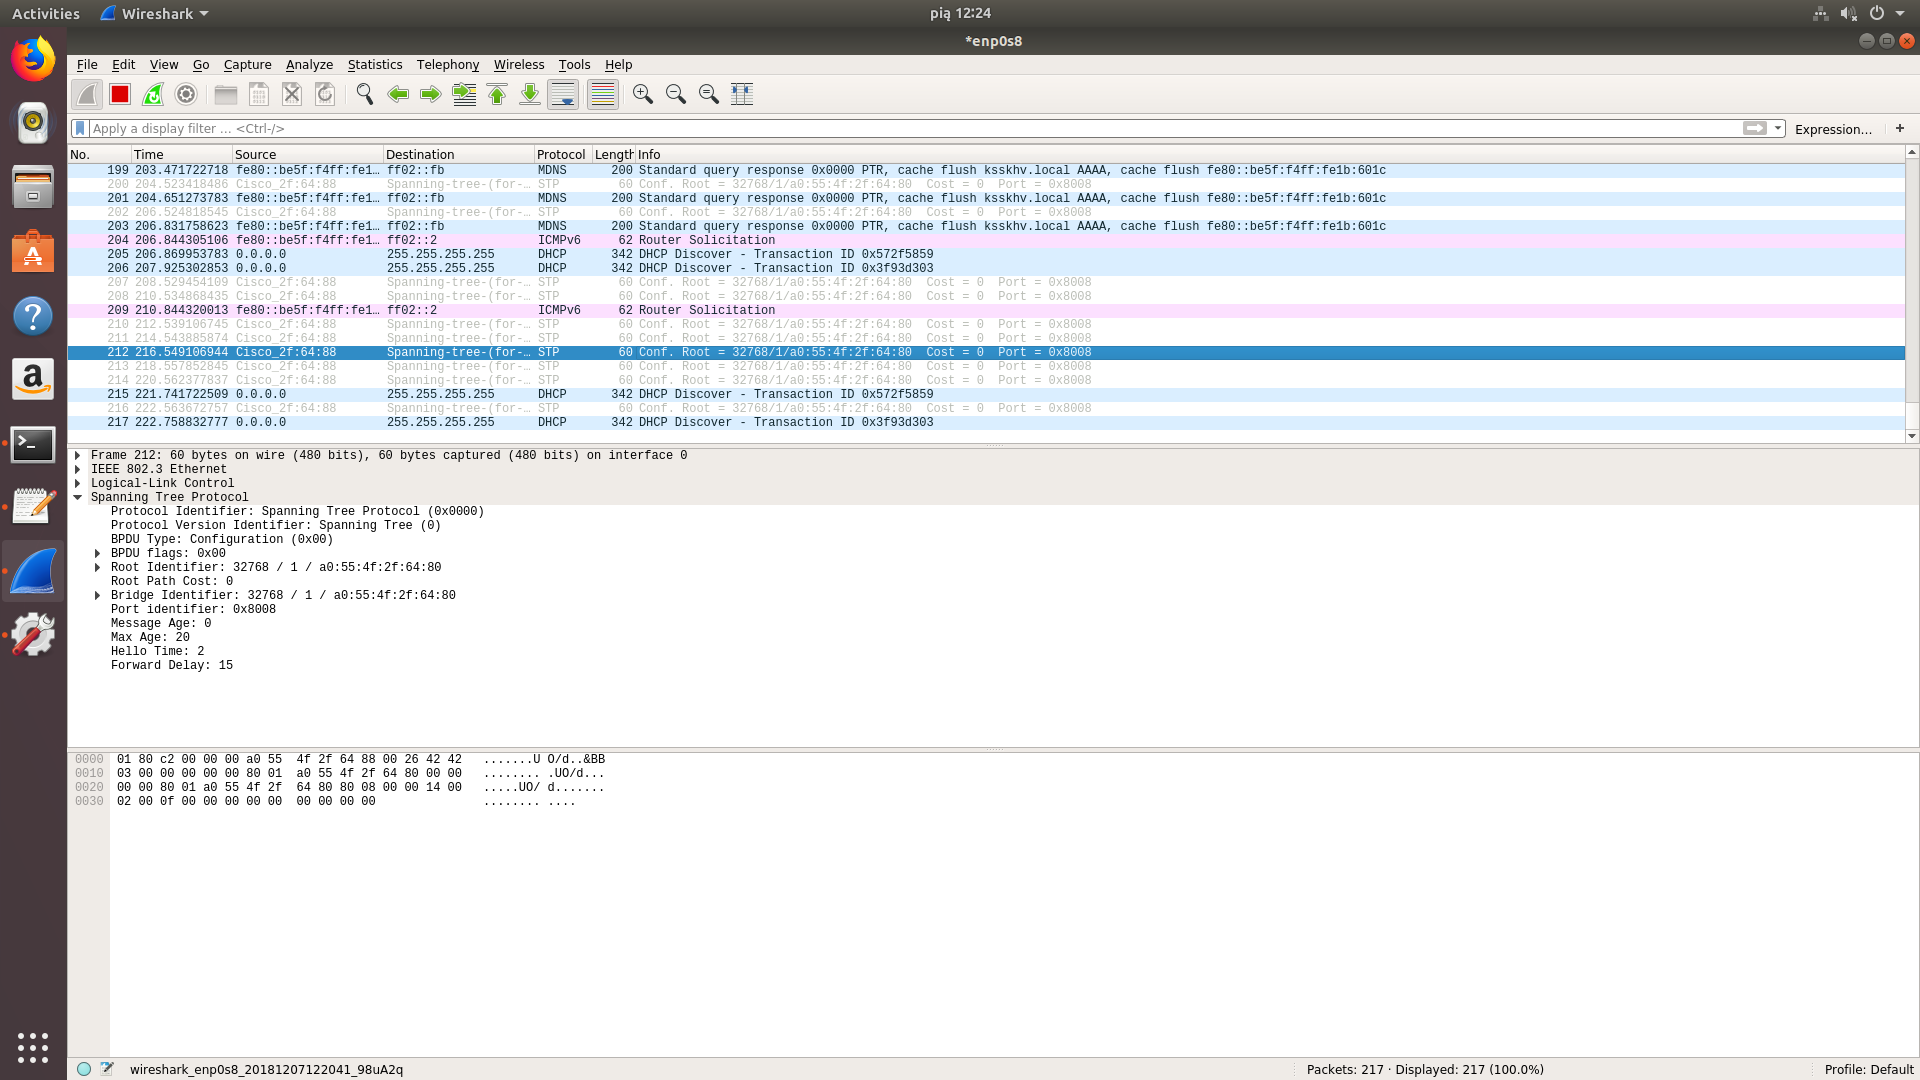 Activities Wireshark pią 12:24
*enp0s8
File Edit View Go Capture Analyze Statistics Telephony Wireless Tools Help
Apply a display filter ... <Ctrl-/> Expression... +
No. Time Source Destination Protocol Length Info
199 203.471722718 fe80::be5f:f4ff:fe1… ff02::fb MDNS 200 Standard query response 0x0000 PTR, cache flush ksskhv.local AAAA, cache flush fe80::be5f:f4ff:fe1b:601c
200 204.523418486 Cisco_2f:64:88 Spanning-tree-(for-… STP 60 Conf. Root = 32768/1/a0:55:4f:2f:64:80 Cost = 0 Port = 0x8008
201 204.651273783 fe80::be5f:f4ff:fe1… ff02::fb MDNS 200 Standard query response 0x0000 PTR, cache flush ksskhv.local AAAA, cache flush fe80::be5f:f4ff:fe1b:601c
202 206.524818545 Cisco_2f:64:88 Spanning-tree-(for-… STP 60 Conf. Root = 32768/1/a0:55:4f:2f:64:80 Cost = 0 Port = 0x8008
203 206.831758623 fe80::be5f:f4ff:fe1… ff02::fb MDNS 200 Standard query response 0x0000 PTR, cache flush ksskhv.local AAAA, cache flush fe80::be5f:f4ff:fe1b:601c
204 206.844305106 fe80::be5f:f4ff:fe1… ff02::2 ICMPv6 62 Router Solicitation
205 206.869953783 0.0.0.0 255.255.255.255 DHCP 342 DHCP Discover - Transaction ID 0x572f5859
206 207.925302853 0.0.0.0 255.255.255.255 DHCP 342 DHCP Discover - Transaction ID 0x3f93d303
207 208.529454109 Cisco_2f:64:88 Spanning-tree-(for-… STP 60 Conf. Root = 32768/1/a0:55:4f:2f:64:80 Cost = 0 Port = 0x8008
208 210.534868435 Cisco_2f:64:88 Spanning-tree-(for-… STP 60 Conf. Root = 32768/1/a0:55:4f:2f:64:80 Cost = 0 Port = 0x8008
209 210.844320013 fe80::be5f:f4ff:fe1… ff02::2 ICMPv6 62 Router Solicitation
210 212.539106745 Cisco_2f:64:88 Spanning-tree-(for-… STP 60 Conf. Root = 32768/1/a0:55:4f:2f:64:80 Cost = 0 Port = 0x8008
211 214.543885874 Cisco_2f:64:88 Spanning-tree-(for-… STP 60 Conf. Root = 32768/1/a0:55:4f:2f:64:80 Cost = 0 Port = 0x8008
212 216.549106944 Cisco_2f:64:88 Spanning-tree-(for-… STP 60 Conf. Root = 32768/1/a0:55:4f:2f:64:80 Cost = 0 Port = 0x8008
213 218.557852845 Cisco_2f:64:88 Spanning-tree-(for-… STP 60 Conf. Root = 32768/1/a0:55:4f:2f:64:80 Cost = 0 Port = 0x8008
214 220.562377837 Cisco_2f:64:88 Spanning-tree-(for-… STP 60 Conf. Root = 32768/1/a0:55:4f:2f:64:80 Cost = 0 Port = 0x8008
215 221.741722509 0.0.0.0 255.255.255.255 DHCP 342 DHCP Discover - Transaction ID 0x572f5859
216 222.563672757 Cisco_2f:64:88 Spanning-tree-(for-… STP 60 Conf. Root = 32768/1/a0:55:4f:2f:64:80 Cost = 0 Port = 0x8008
217 222.758832777 0.0.0.0 255.255.255.255 DHCP 342 DHCP Discover - Transaction ID 0x3f93d303
Frame 212: 60 bytes on wire (480 bits), 60 bytes captured (480 bits) on interface 0
IEEE 802.3 Ethernet
Logical-Link Control
Spanning Tree Protocol
Protocol Identifier: Spanning Tree Protocol (0x0000)
Protocol Version Identifier: Spanning Tree (0)
BPDU Type: Configuration (0x00)
BPDU flags: 0x00
Root Identifier: 32768 / 1 / a0:55:4f:2f:64:80
Root Path Cost: 0
Bridge Identifier: 32768 / 1 / a0:55:4f:2f:64:80
Port identifier: 0x8008
Message Age: 0
Max Age: 20
Hello Time: 2
Forward Delay: 15
0000 01 80 c2 00 00 00 a0 55 4f 2f 64 88 00 26 42 42 .......U O/d..&BB
0010 03 00 00 00 00 00 80 01 a0 55 4f 2f 64 80 00 00 ........ .UO/d...
0020 00 00 80 01 a0 55 4f 2f 64 80 80 08 00 00 14 00 .....UO/ d.......
0030 02 00 0f 00 00 00 00 00 00 00 00 00 ........ ....
wireshark_enp0s8_20181207122041_98uA2q Packets: 217 · Displayed: 217 (100.0%) Profile: Default